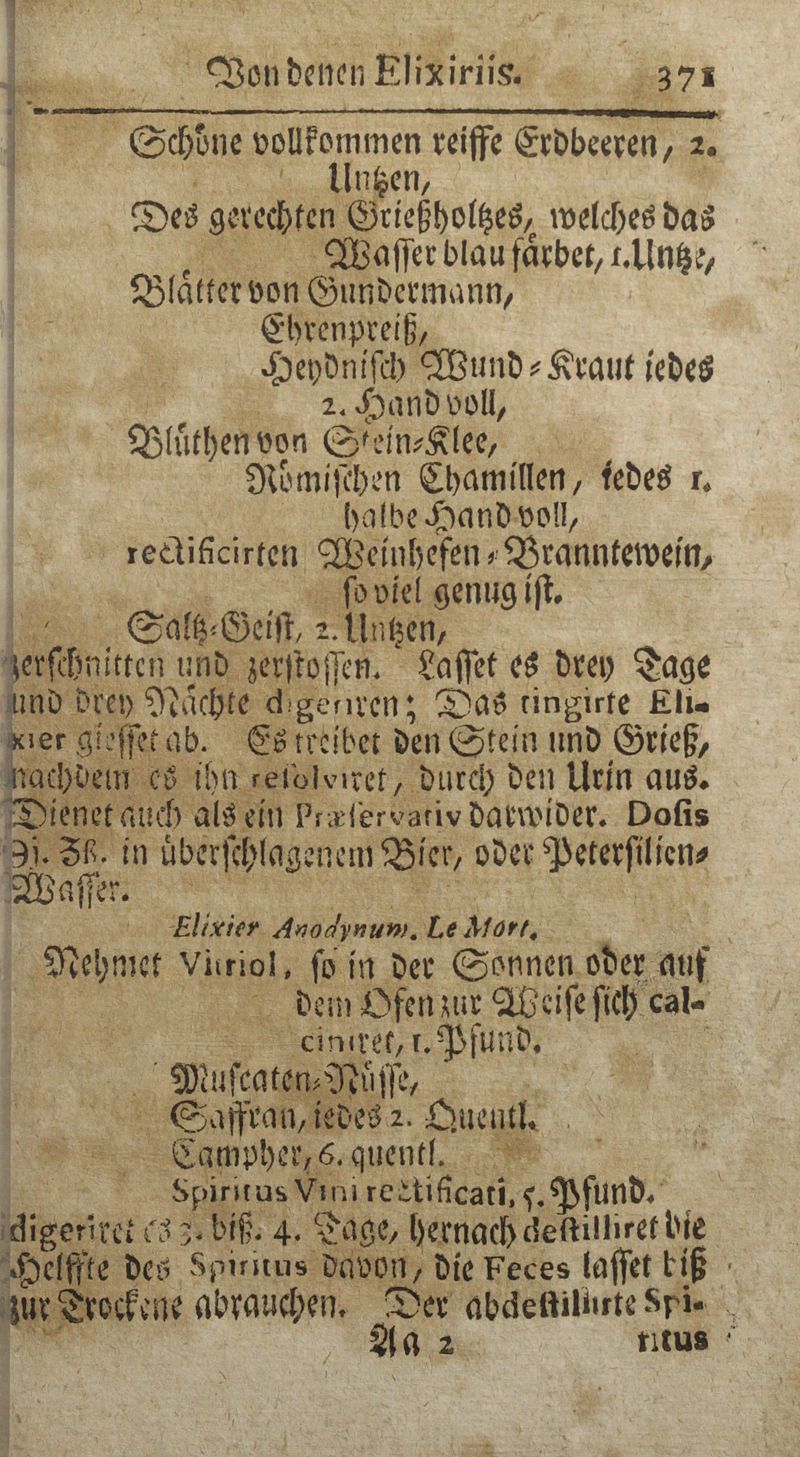 Von denen Elixiriis. 371
Schöne vollkommen reiffe Erdbeeren, 2.
Untzen,
Des gerechten Grießholtzes, welches das
Wasser blau färbet, 1. Untze,
Blätter von Gundermann,
Ehrenpreiß,
Heydnisch Wund-Kraut iedes
2. Hand voll,
Blüthen von Stein-Klee,
Römischen Chamillen, iedes 1.
halbe Hand voll,
rectificirten Weinhefen-Branntewein,
so viel genug ist.
Saltz-Geist, 2. Untzen,
zerschnitten und zerstossen. Lasset es drey Tage
und drey Nächte digeriren; Das tingirte Eli-
xier giesset ab. Es treibet den Stein und Grieß,
nachdem es ihn resolviret, durch den Urin aus.
Dienet auch als ein Præservativ darwider. Dosis
℈j. ʒß. in überschlagenem Bier, oder Petersilien-
Wasser.
Elixier Anodynum. Le Mort.
Nehmet Vitriol, so in der Sonnen oder auf
dem Ofen zur Weise sich cal-
ciniret, 1. Pfund.
Muscaten-Nüsse,
Saffran, iedes 2. Quentl.
Campher, 6. quentl.
Spiritus Vini rectificati, 5. Pfund.
digeriret es 3. biß. 4. Tage, hernach destilliret die
Helffte des Spiritus davon, die Feces lasset biß
zur Trockene abrauchen. Der abdestillirte Spi-
Aa 2 ritus